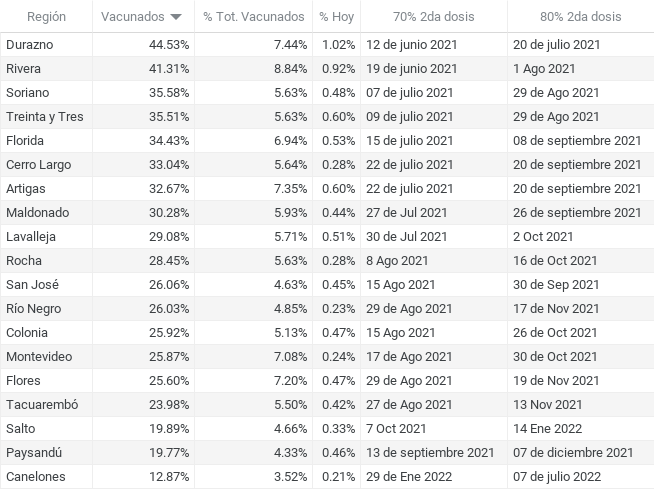 Región Vacunados % Tot. Vacunados % Hoy 70% 2da dosis 80% 2da dosis
Durazno 44.53% 7.44% 1.02% 12 de junio 2021 20 de julio 2021
Rivera 41.31% 8.84% 0.92% 19 de junio 2021 1 Ago 2021
Soriano 35.58% 5.63% 0.48% 07 de julio 2021 29 de Ago 2021
Treinta y Tres 35.51% 5.63% 0.60% 09 de julio 2021 29 de Ago 2021
Florida 34.43% 6.94% 0.53% 15 de julio 2021 08 de septiembre 2021
Cerro Largo 33.04% 5.64% 0.28% 22 de julio 2021 20 de septiembre 2021
Artigas 32.67% 7.35% 0.60% 22 de julio 2021 20 de septiembre 2021
Maldonado 30.28% 5.93% 0.44% 27 de Jul 2021 26 de septiembre 2021
Lavalleja 29.08% 5.71% 0.51% 30 de Jul 2021 2 Oct 2021
Rocha 28.45% 5.63% 0.28% 8 Ago 2021 16 de Oct 2021
San José 26.06% 4.63% 0.45% 15 Ago 2021 30 de Sep 2021
Río Negro 26.03% 4.85% 0.23% 29 de Ago 2021 17 de Nov 2021
Colonia 25.92% 5.13% 0.47% 15 Ago 2021 26 de Oct 2021
Montevideo 25.87% 7.08% 0.24% 17 de Ago 2021 30 de Oct 2021
Flores 25.60% 7.20% 0.47% 29 de Ago 2021 19 de Nov 2021
Tacuarembó 23.98% 5.50% 0.42% 27 de Ago 2021 13 Nov 2021
Salto 19.89% 4.66% 0.33% 7 Oct 2021 14 Ene 2022
Paysandú 19.77% 4.33% 0.46% 13 de septiembre 2021 07 de diciembre 2021
Canelones 12.87% 3.52% 0.21% 29 de Ene 2022 07 de julio 2022